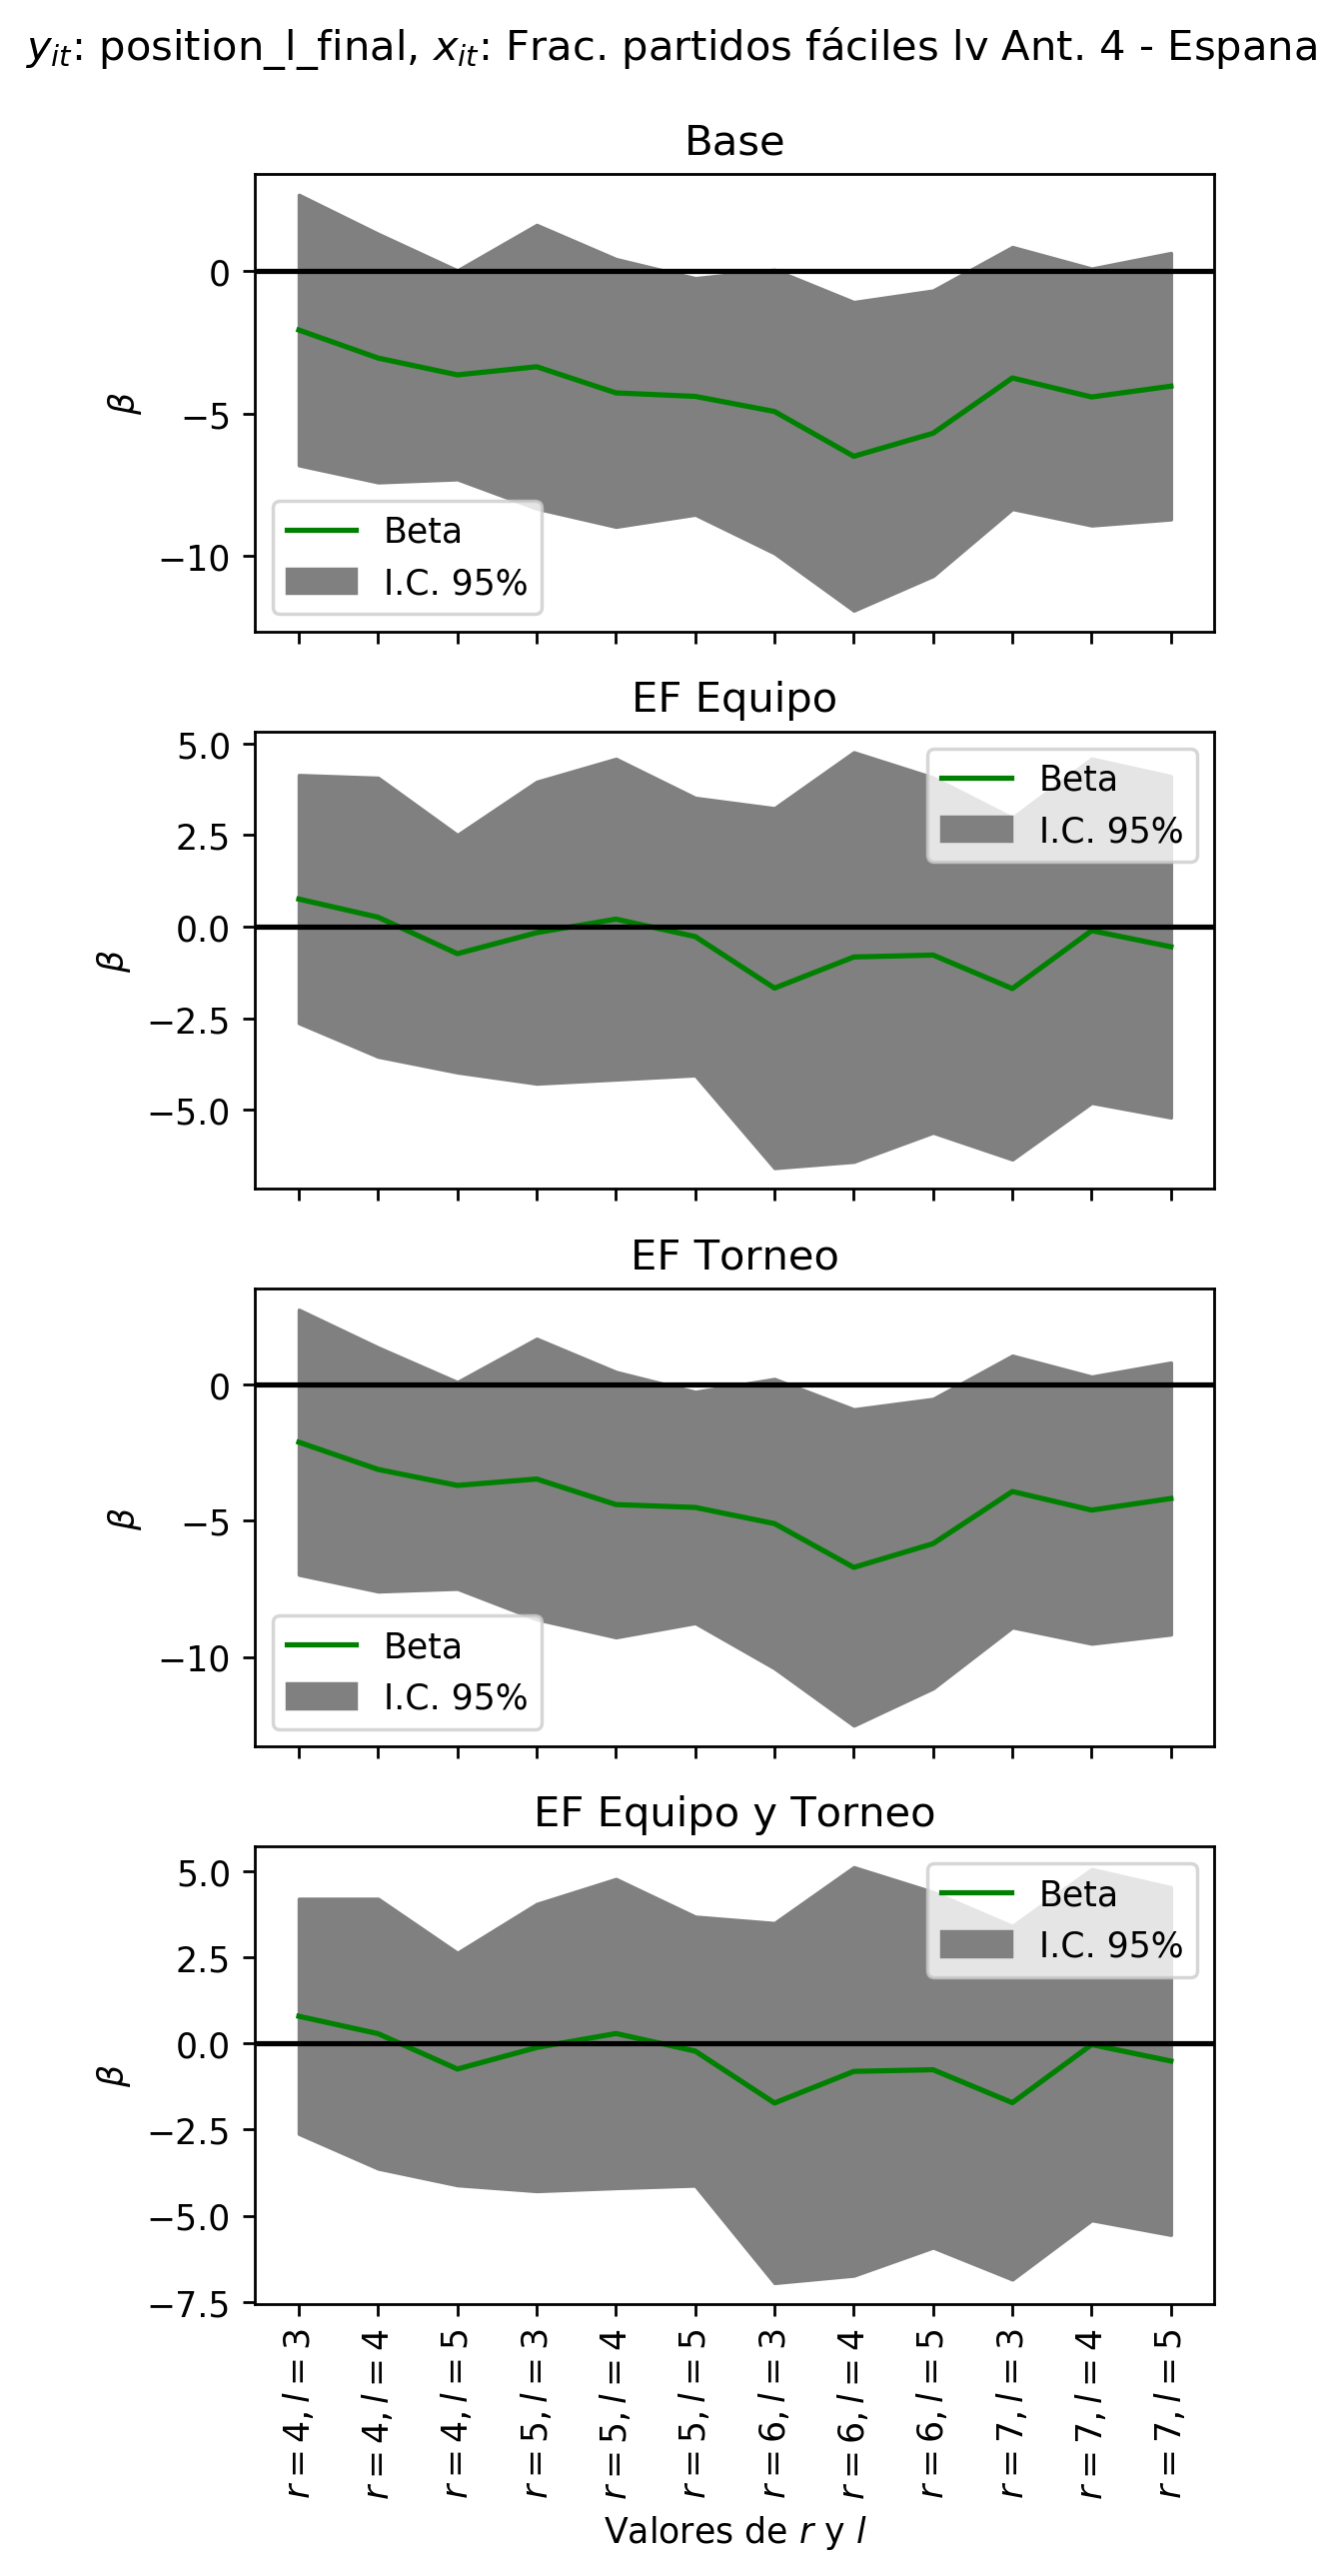 y_it: position_l_final, x_it: Frac. partidos fáciles lv Ant. 4 - Espana
Base
0
−5
−10
β
Beta
I.C. 95%
EF Equipo
5.0
2.5
0.0
−2.5
−5.0
β
Beta
I.C. 95%
EF Torneo
0
−5
−10
β
Beta
I.C. 95%
EF Equipo y Torneo
5.0
2.5
0.0
−2.5
−5.0
−7.5
β
Beta
I.C. 95%
r = 4, l = 3
r = 4, l = 4
r = 4, l = 5
r = 5, l = 3
r = 5, l = 4
r = 5, l = 5
r = 6, l = 3
r = 6, l = 4
r = 6, l = 5
r = 7, l = 3
r = 7, l = 4
r = 7, l = 5
Valores de r y l